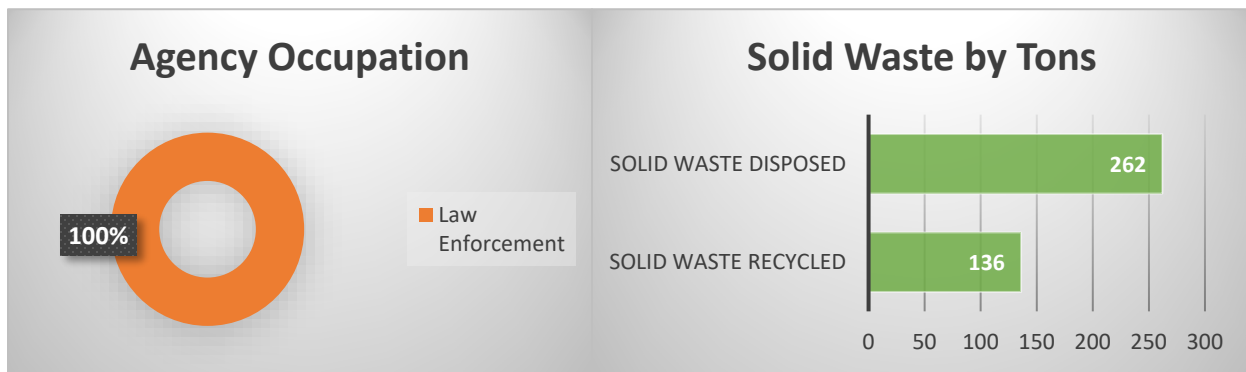 Agency Occupation
100%
Law
Enforcement
Solid Waste by Tons
SOLID WASTE DISPOSED
262
SOLID WASTE RECYCLED
136
0 50 100 150 200 250 300